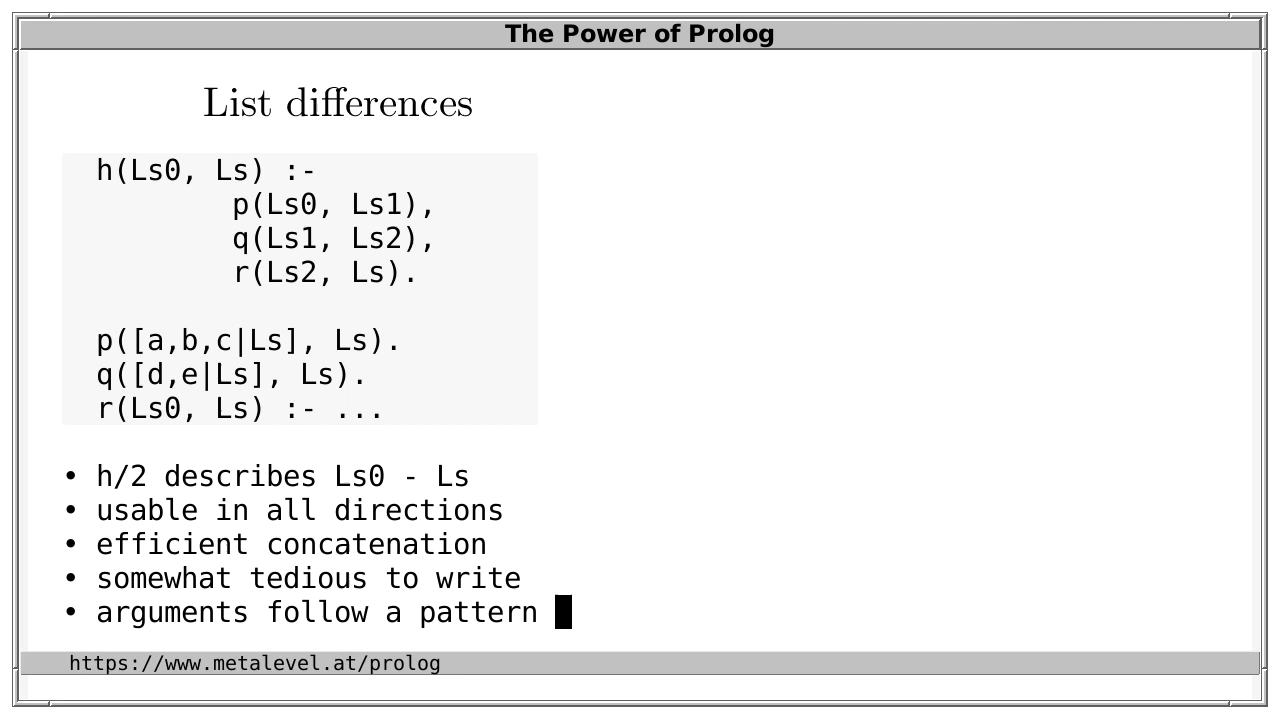 The Power of Prolog
List differences
h(Ls0, Ls) :-
        p(Ls0, Ls1),
        q(Ls1, Ls2),
        r(Ls2, Ls).
p([a,b,c|Ls], Ls).
q([d,e|Ls], Ls).
r(Ls0, Ls) :- ...
• h/2 describes Ls0 - Ls
• usable in all directions
• efficient concatenation
• somewhat tedious to write
• arguments follow a pattern
https://www.metalevel.at/prolog